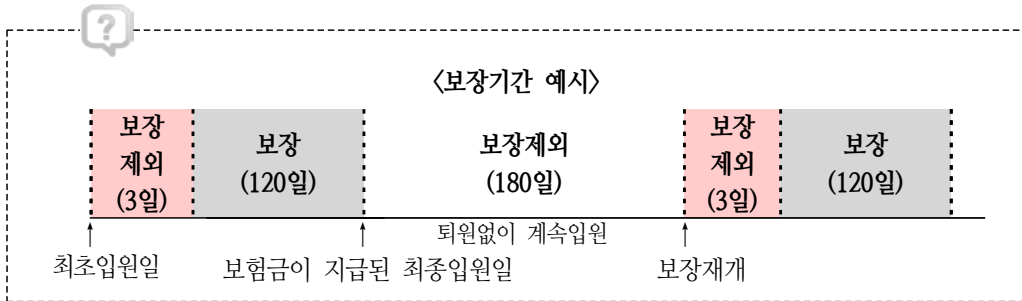 ?
〈보장기간 예시〉
보장
제외
(3일)
보장
(120일)
보장제외
(180일)
보장
제외
(3일)
보장
(120일)
퇴원없이 계속입원
최초입원일
보험금이 지급된 최종입원일
보장재개